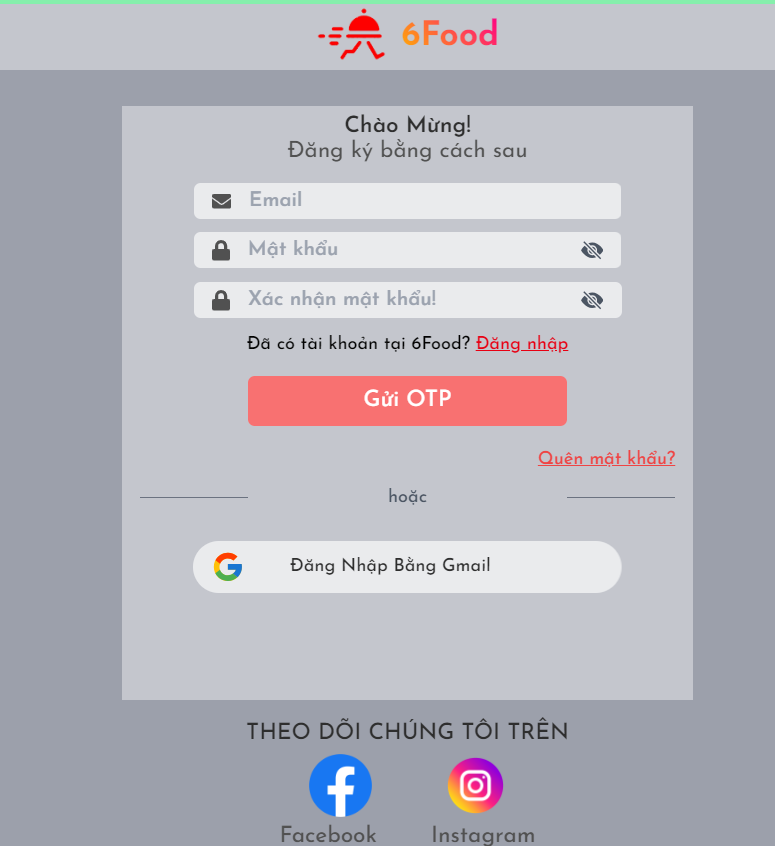 6Food
Chào Mừng!
Đăng ký bằng cách sau
Email
Mật khẩu
Xác nhận mật khẩu!
Đã có tài khoản tại 6Food? Đăng nhập
Gửi OTP
Quên mật khẩu?
hoặc
Đăng Nhập Bằng Gmail
THEO DÕI CHÚNG TÔI TRÊN
Facebook Instagram